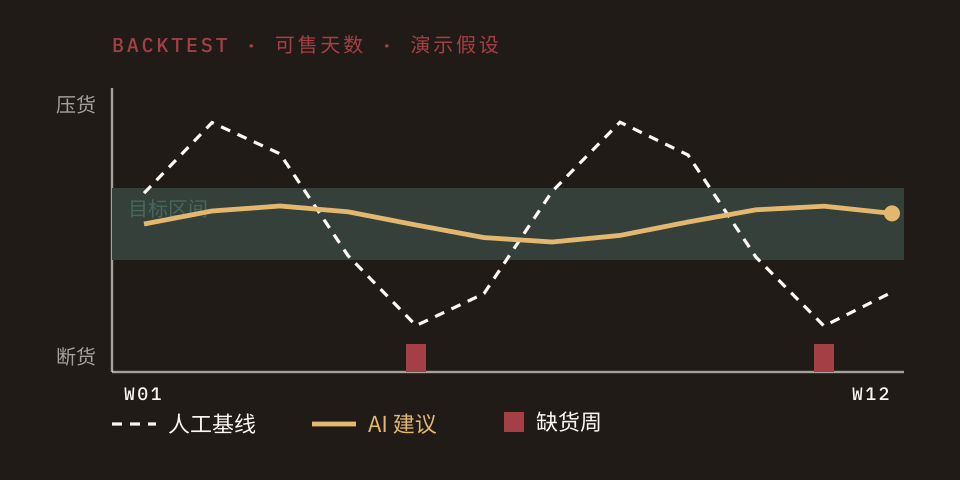 BACKTEST · 可售天数 · 演示假设
压货
目标区间
断货
W01 W12
人工基线 AI 建议 缺货周